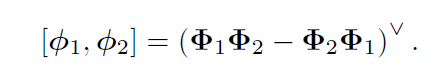 [ϕ₁, ϕ₂] = (Φ₁Φ₂ − Φ₂Φ₁)^∨ .